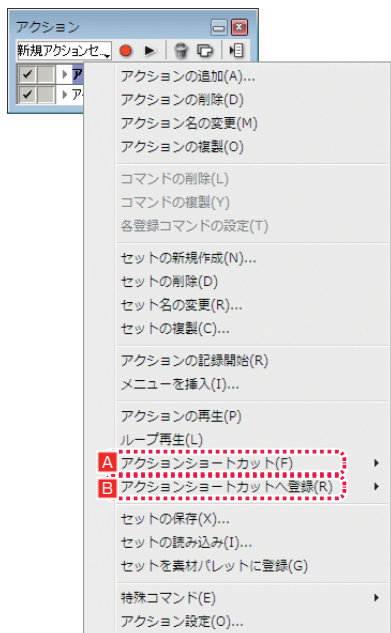 アクション
新規アクションセ...
ア
ア
アクションの追加(A)...
アクションの削除(D)
アクション名の変更(M)
アクションの複製(O)
コマンドの削除(L)
コマンドの複製(Y)
各登録コマンドの設定(T)
セットの新規作成(N)...
セットの削除(D)
セット名の変更(R)...
セットの複製(C)...
アクションの記録開始(R)
メニューを挿入(I)...
アクションの再生(P)
ループ再生(L)
A アクションショートカット(F)
B アクションショートカットへ登録(R)
セットの保存(X)...
セットの読み込み(I)...
セットを素材パレットに登録(G)
特殊コマンド(E)
アクション設定(O)...